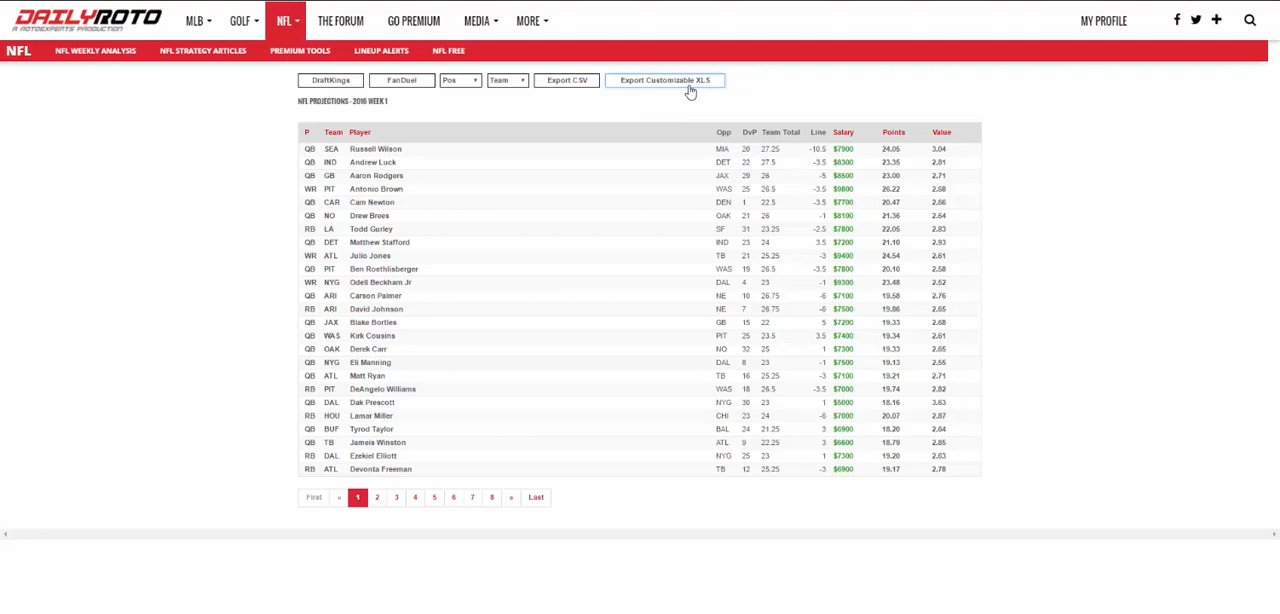 DAILYROTO MLB GOLF NFL THE FORUM GO PREMIUM MEDIA MORE MY PROFILE
A ROTOEXPERTS PRODUCTION
NFL NFL WEEKLY ANALYSIS NFL STRATEGY ARTICLES PREMIUM TOOLS LINEUP ALERTS NFL FREE
DraftKings FanDuel Pos Team Export CSV Export Customizable XLS
NFL PROJECTIONS - 2016 WEEK 1
P Team Player Opp DvP Team Total Line Salary Points Value
QB SEA Russell Wilson MIA 20 27.25 -10.5 $7900 24.05 3.04
QB IND Andrew Luck DET 22 27.5 -3.5 $8300 23.35 2.81
QB GB Aaron Rodgers JAX 29 26 -5 $8500 23.00 2.71
WR PIT Antonio Brown WAS 25 26.5 -3.5 $9800 26.22 2.68
QB CAR Cam Newton DEN 1 22.5 -3.5 $7700 20.47 2.66
QB NO Drew Brees OAK 21 26 -1 $8100 21.36 2.64
RB LA Todd Gurley SF 31 23.25 -2.5 $7800 22.05 2.83
QB DET Matthew Stafford IND 23 24 3.5 $7200 21.10 2.93
WR ATL Julio Jones TB 21 25.25 -3 $9400 24.54 2.61
QB PIT Ben Roethlisberger WAS 19 26.5 -3.5 $7800 20.10 2.58
WR NYG Odell Beckham Jr DAL 4 23 -1 $9300 23.48 2.52
QB ARI Carson Palmer NE 10 26.75 -6 $7100 19.58 2.76
RB ARI David Johnson NE 7 26.75 -6 $7500 19.86 2.65
QB JAX Blake Bortles GB 15 22 5 $7200 19.33 2.68
QB WAS Kirk Cousins PIT 25 23.5 3.5 $7400 19.34 2.61
QB OAK Derek Carr NO 32 25 1 $7300 19.33 2.65
QB NYG Eli Manning DAL 8 23 -1 $7500 19.13 2.55
QB ATL Matt Ryan TB 16 25.25 -3 $7100 19.21 2.71
RB PIT DeAngelo Williams WAS 18 26.5 -3.5 $7000 19.74 2.82
QB DAL Dak Prescott NYG 30 23 1 $5000 18.16 3.63
RB HOU Lamar Miller CHI 23 24 -6 $7000 20.07 2.87
QB BUF Tyrod Taylor BAL 24 21.25 3 $6900 18.20 2.64
QB TB Jameis Winston ATL 9 22.25 3 $6600 18.79 2.85
RB DAL Ezekiel Elliott NYG 25 23 1 $7300 19.20 2.63
RB ATL Devonta Freeman TB 12 25.25 -3 $6900 19.17 2.78
First « 1 2 3 4 5 6 7 8 » Last